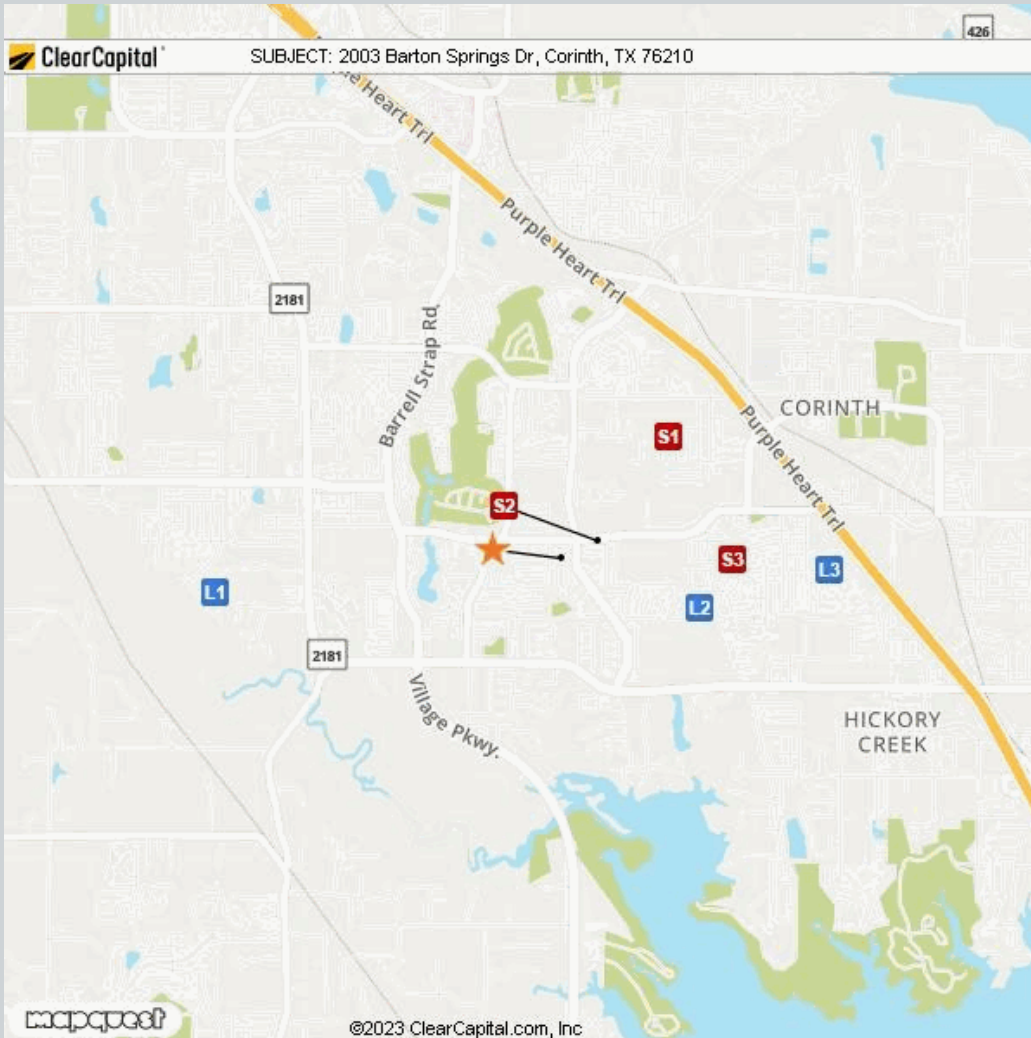 426
ClearCapital
SUBJECT: 2003 Barton Springs Dr, Corinth, TX 76210
Heart Trl
Purple Heart Trl
2181
Barrell Strap Rd.
CORINTH
S1
Purple Heart Trl
S2
S3
L3
L1
L2
2181
Village Pkwy.
HICKORY
CREEK
mapquest
©2023 ClearCapital.com, Inc